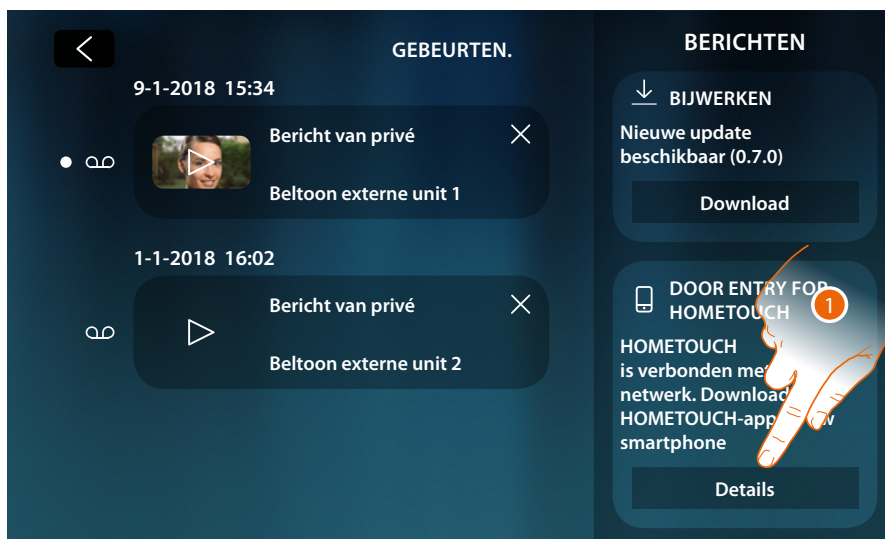 GEBEURTEN.
9-1-2018 15:34
Bericht van privé
Beltoon externe unit 1
1-1-2018 16:02
Bericht van privé
Beltoon externe unit 2
BERICHTEN
BIJWERKEN
Nieuwe update
beschikbaar (0.7.0)
Download
DOOR ENTRY FOR
HOMETOUCH
1
HOMETOUCH
is verbonden
netwerk. Download
HOMETOUCH-app
smartphone
Details